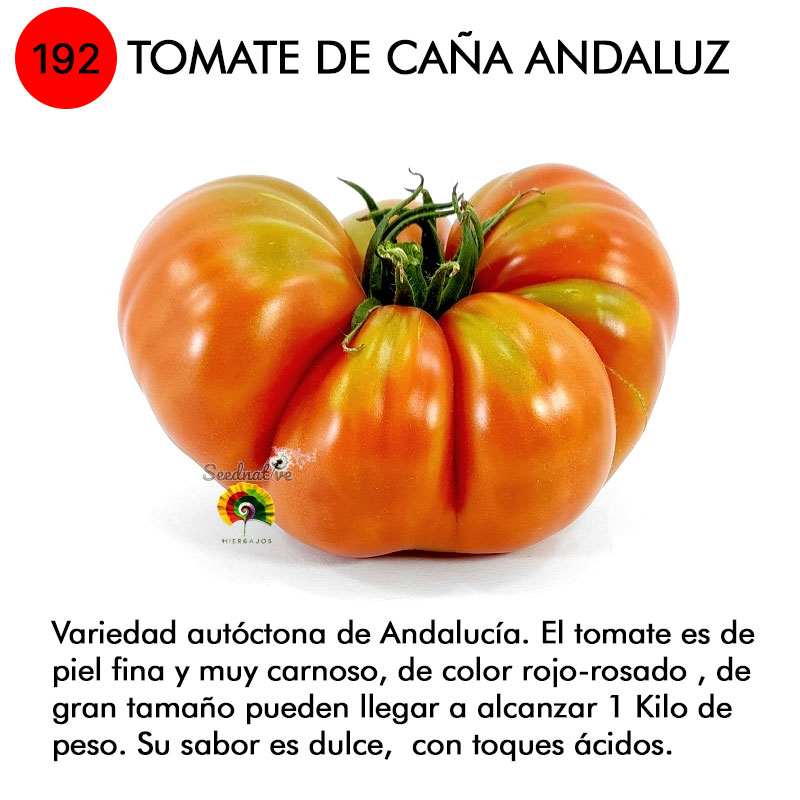 192 TOMATE DE CAÑA ANDALUZ
Seednative
HIERBAJOS
Variedad autóctona de Andalucía. El tomate es de
piel fina y muy carnoso, de color rojo-rosado , de
gran tamaño pueden llegar a alcanzar 1 Kilo de
peso. Su sabor es dulce,  con toques ácidos.